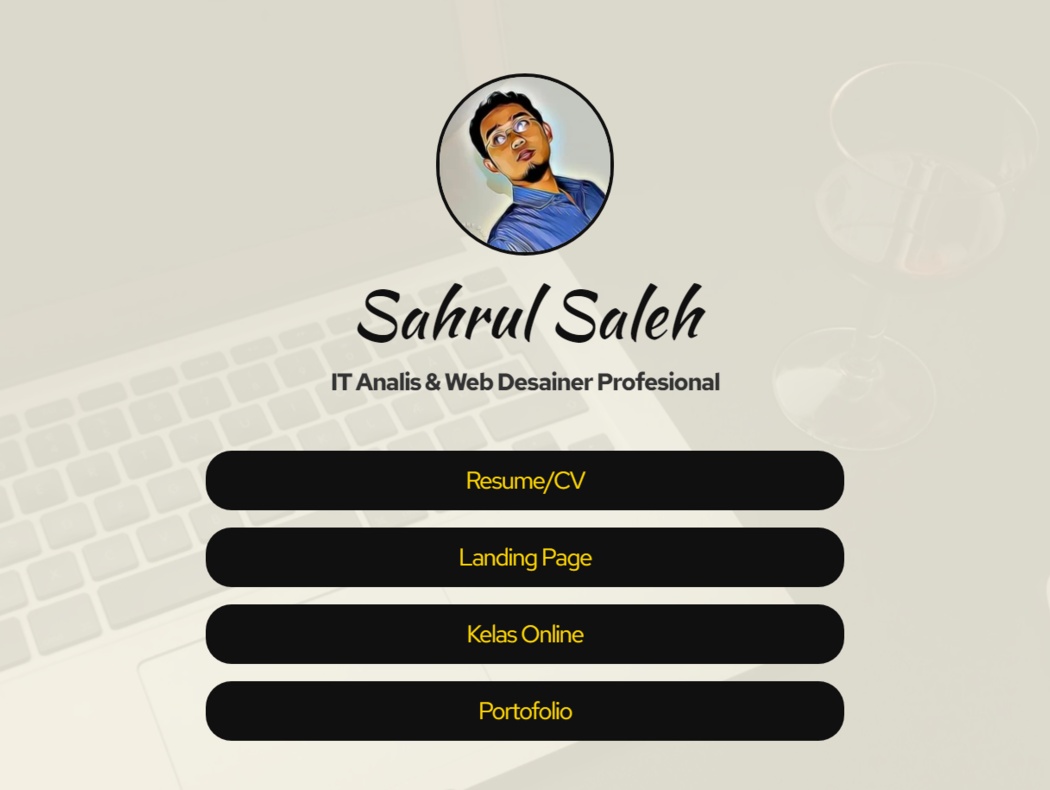 Sahrul Saleh
IT Analis & Web Desainer Profesional
Resume/CV
Landing Page
Kelas Online
Portofolio